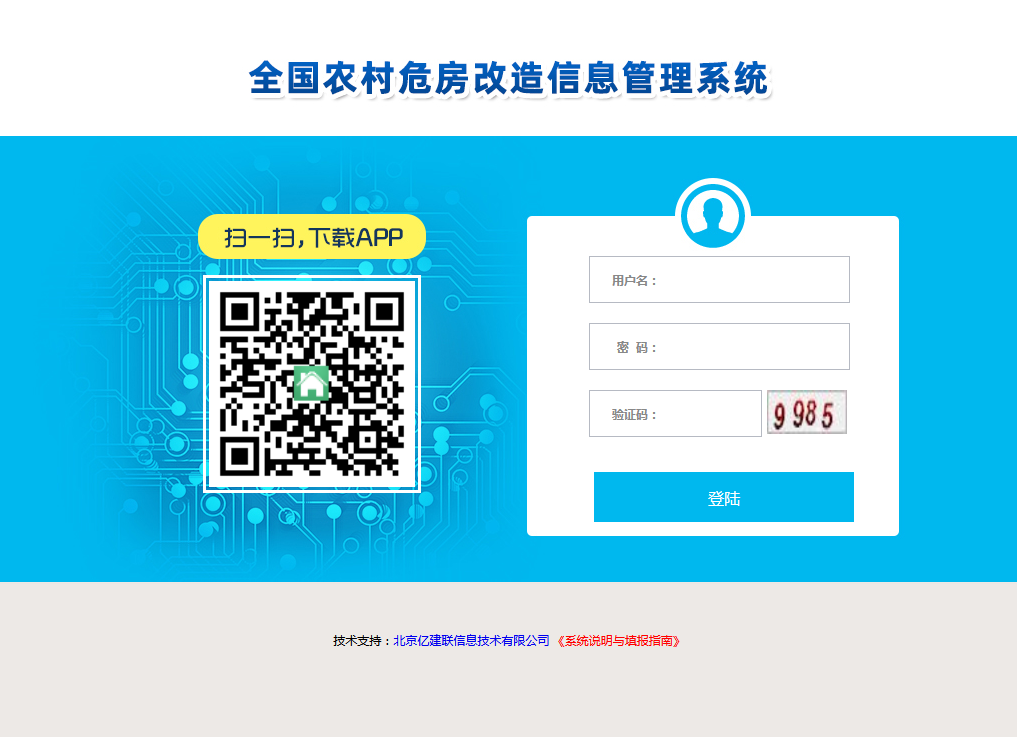 全国农村危房改造信息管理系统
扫一扫,下载APP
用户名：
密 码：
验证码：
9985
登陆
技术支持：北京亿建联信息技术有限公司 《系统说明与填报指南》